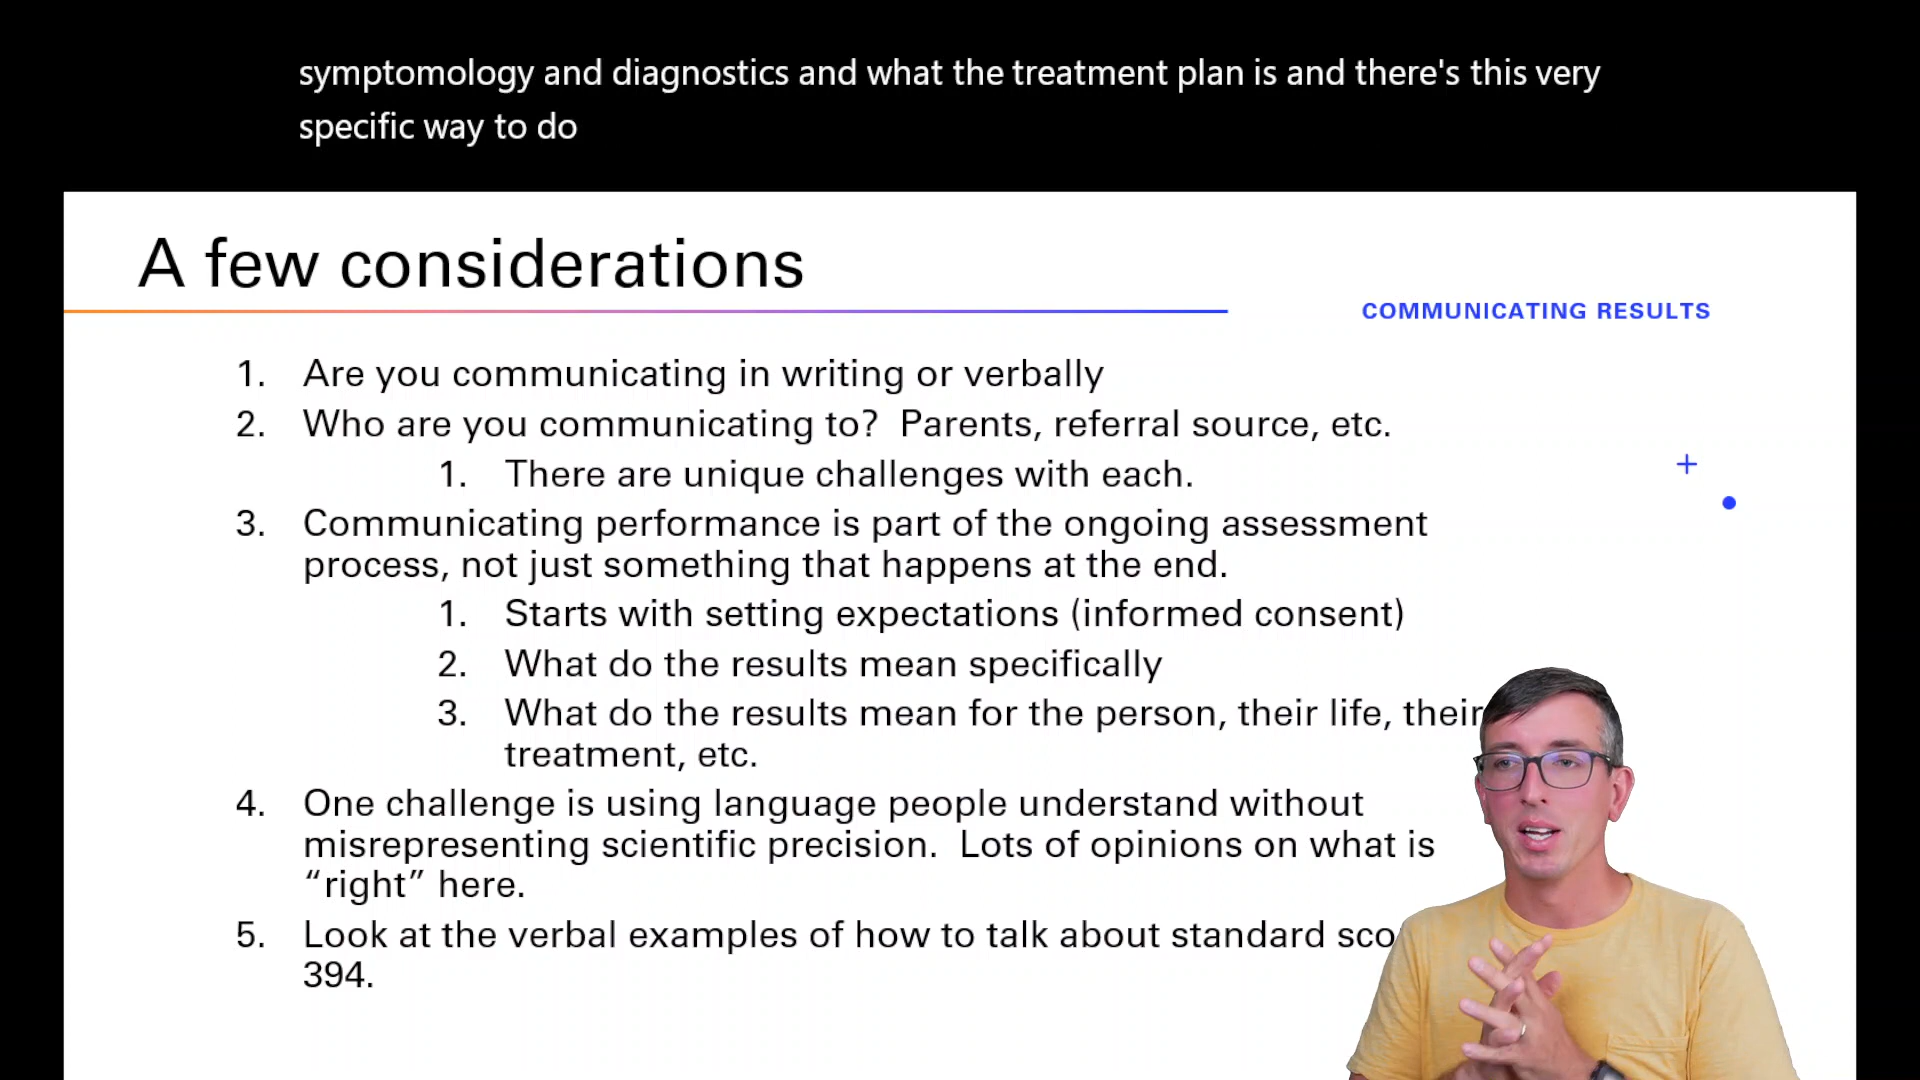 symptomology and diagnostics and what the treatment plan is and there's this very
specific way to do
A few considerations
COMMUNICATING RESULTS
1. Are you communicating in writing or verbally
2. Who are you communicating to?  Parents, referral source, etc.
1. There are unique challenges with each.
3. Communicating performance is part of the ongoing assessment
process, not just something that happens at the end.
1. Starts with setting expectations (informed consent)
2. What do the results mean specifically
3. What do the results mean for the person, their life, their
treatment, etc.
4. One challenge is using language people understand without
misrepresenting scientific precision.  Lots of opinions on what is
“right” here.
5. Look at the verbal examples of how to talk about standard
394.